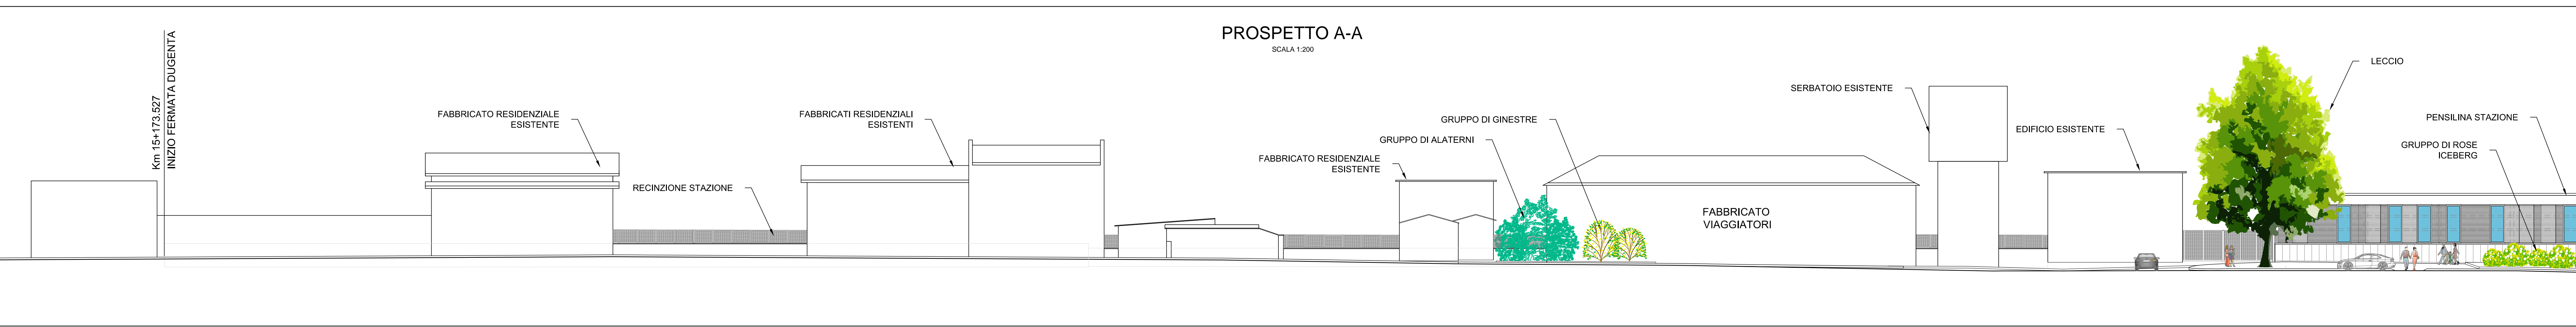 PROSPETTO A-A
SCALA 1:200
Km 15+173.527
INIZIO FERMATA DUGENTA
FABBRICATO RESIDENZIALE
ESISTENTE
RECINZIONE STAZIONE
FABBRICATI RESIDENZIALI
ESISTENTI
FABBRICATO RESIDENZIALE
ESISTENTE
GRUPPO DI ALATERNI
GRUPPO DI GINESTRE
FABBRICATO
VIAGGIATORI
SERBATOIO ESISTENTE
EDIFICIO ESISTENTE
LECCIO
PENSILINA STAZIONE
GRUPPO DI ROSE
ICEBERG